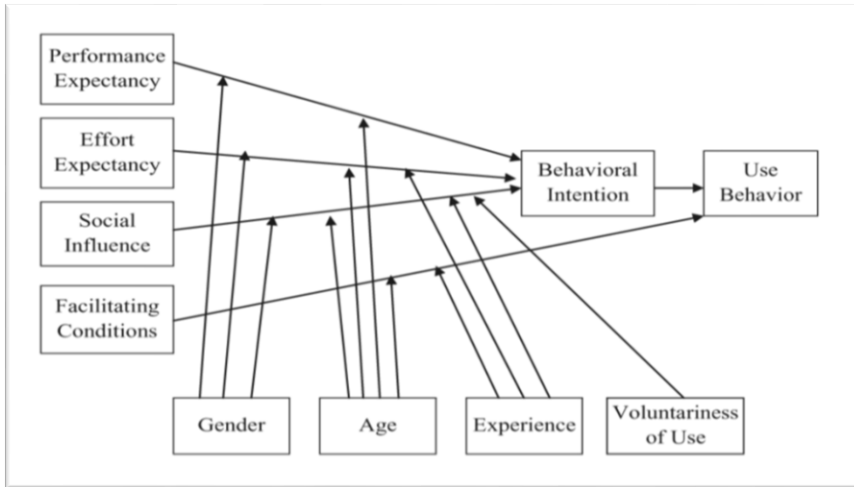 Performance
Expectancy
Effort
Expectancy
Social
Influence
Facilitating
Conditions
Behavioral
Intention
Use
Behavior
Gender
Age
Experience
Voluntariness
of Use